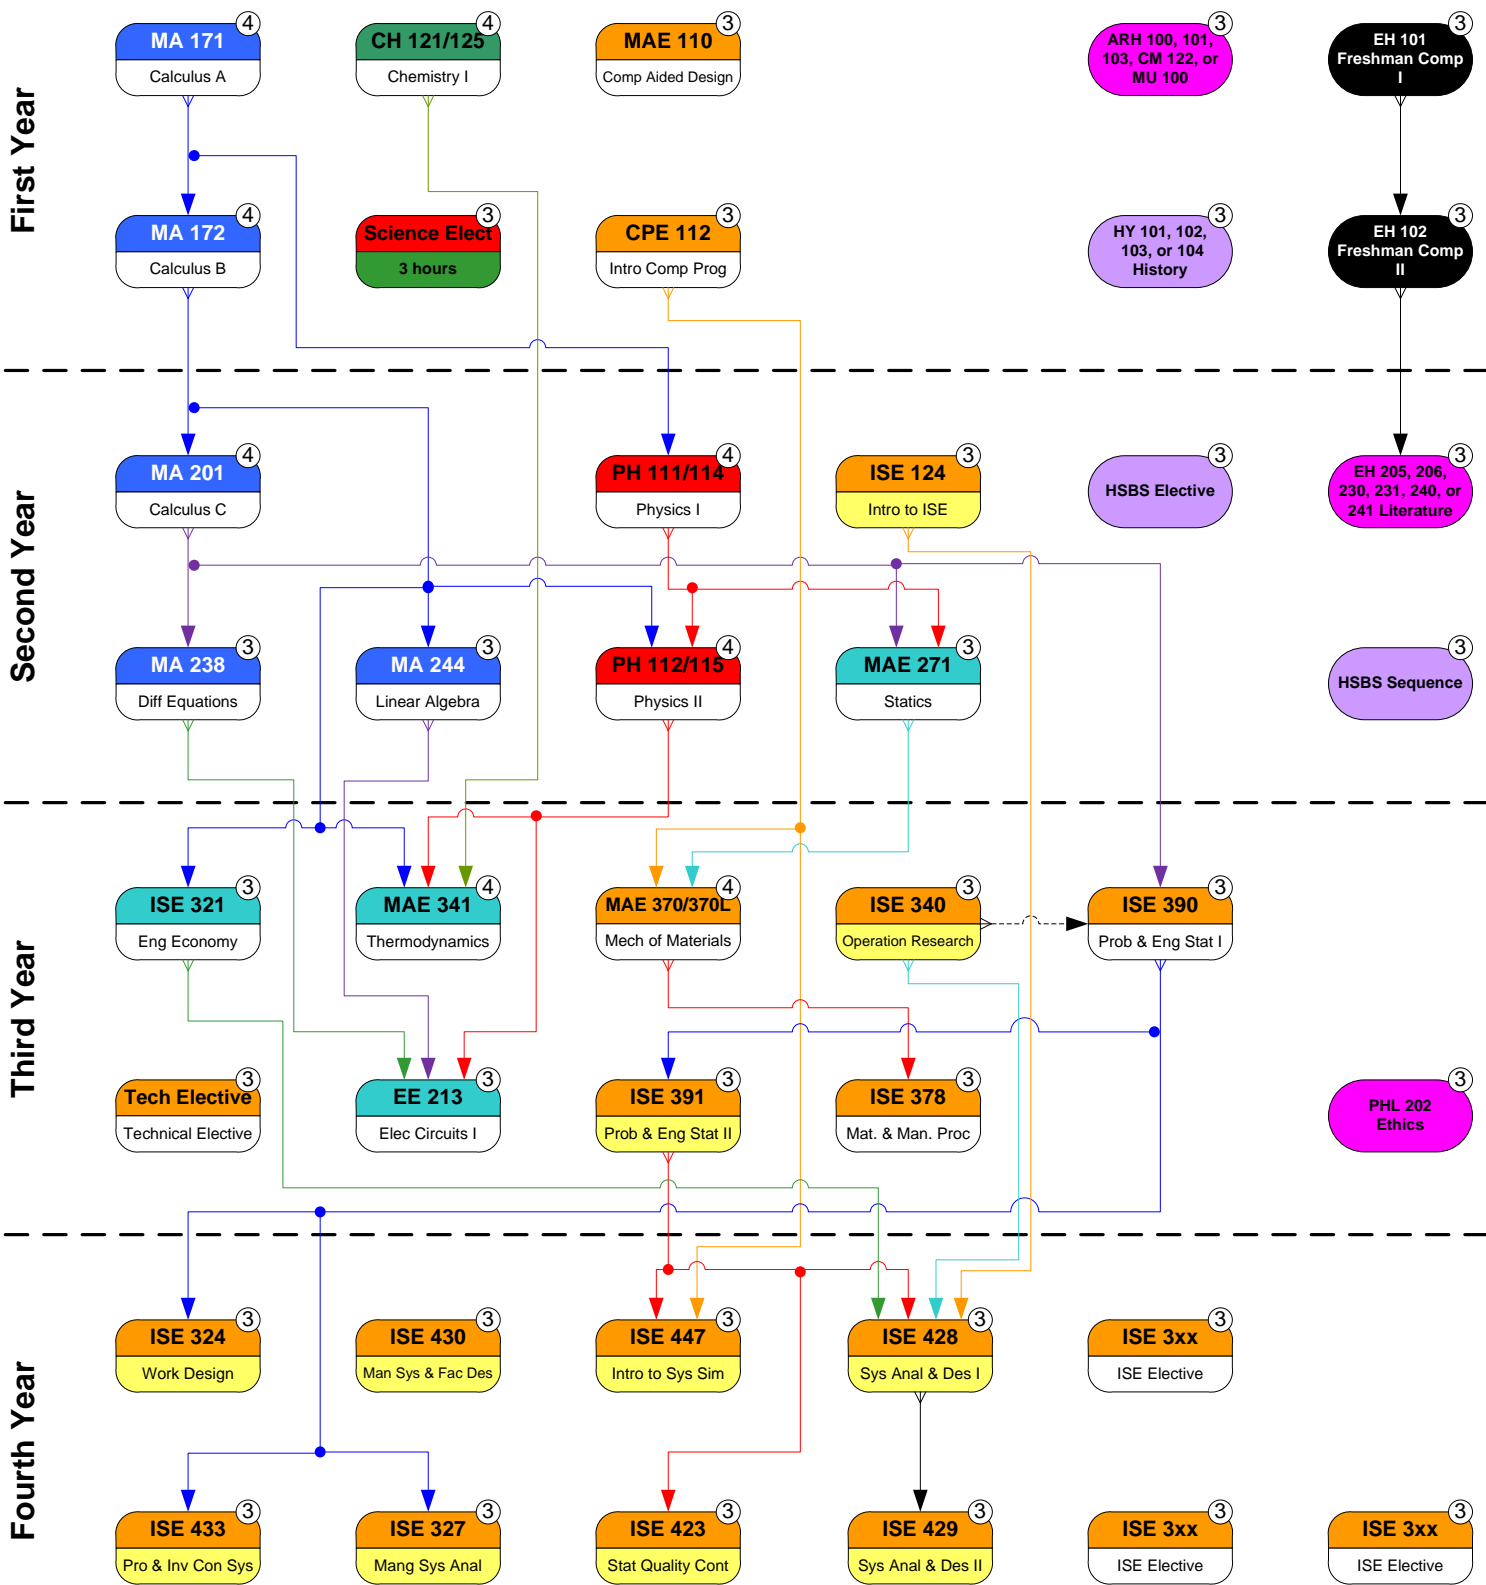 First Year
4
MA 171
Calculus A
4
CH 121/125
Chemistry I
3
MAE 110
Comp Aided Design
3
ARH 100, 101,
103, CM 122, or
MU 100
3
EH 101
Freshman Comp
I
4
MA 172
Calculus B
3
Science Elect
3 hours
3
CPE 112
Intro Comp Prog
3
HY 101, 102,
103, or 104
History
3
EH 102
Freshman Comp
II
Second Year
4
MA 201
Calculus C
4
PH 111/114
Physics I
3
ISE 124
Intro to ISE
3
HSBS Elective
3
EH 205, 206,
230, 231, 240, or
241 Literature
3
MA 238
Diff Equations
3
MA 244
Linear Algebra
4
PH 112/115
Physics II
3
MAE 271
Statics
3
HSBS Sequence
Third Year
3
ISE 321
Eng Economy
4
MAE 341
Thermodynamics
4
MAE 370/370L
Mech of Materials
3
ISE 340
Operation Research
3
ISE 390
Prob & Eng Stat I
3
Tech Elective
Technical Elective
3
EE 213
Elec Circuits I
3
ISE 391
Prob & Eng Stat II
3
ISE 378
Mat. & Man. Proc
3
PHL 202
Ethics
Fourth Year
3
ISE 324
Work Design
3
ISE 430
Man Sys & Fac Des
3
ISE 447
Intro to Sys Sim
3
ISE 428
Sys Anal & Des I
3
ISE 3xx
ISE Elective
3
ISE 433
Pro & Inv Con Sys
3
ISE 327
Mang Sys Anal
3
ISE 423
Stat Quality Cont
3
ISE 429
Sys Anal & Des II
3
ISE 3xx
ISE Elective
3
ISE 3xx
ISE Elective